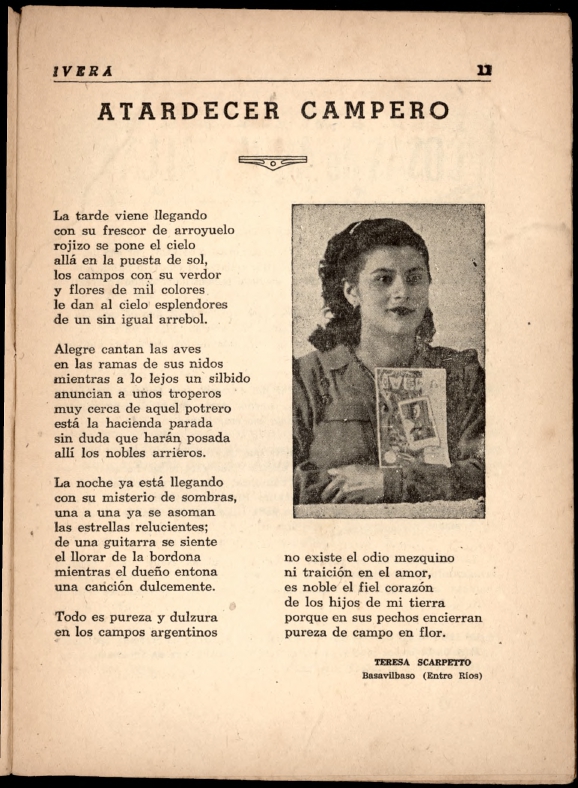 IVERA
11
ATARDECER CAMPERO
La tarde viene llegando
con su frescor de arroyuelo
rojizo se pone el cielo
allá en la puesta de sol,
los campos con su verdor
y flores de mil colores
le dan al cielo esplendores
de un sin igual arrebol.
Alegre cantan las aves
en las ramas de sus nidos
mientras a lo lejos un silbido
anuncian a unos troperos
muy cerca de aquel potrero
está la hacienda parada
sin duda que harán posada
allí los nobles arrieros.
La noche ya está llegando
con su misterio de sombras,
una a una ya se asoman
las estrellas relucientes;
de una guitarra se siente
el llorar de la bordona
mientras el dueño entona
una canción dulcemente.
Todo es pureza y dulzura
en los campos argentinos
no existe el odio mezquino
ni traición en el amor,
es noble el fiel corazón
de los hijos de mi tierra
porque en sus pechos encierran
pureza de campo en flor.
TERESA SCARPETTO
Basavilbaso (Entre Ríos)